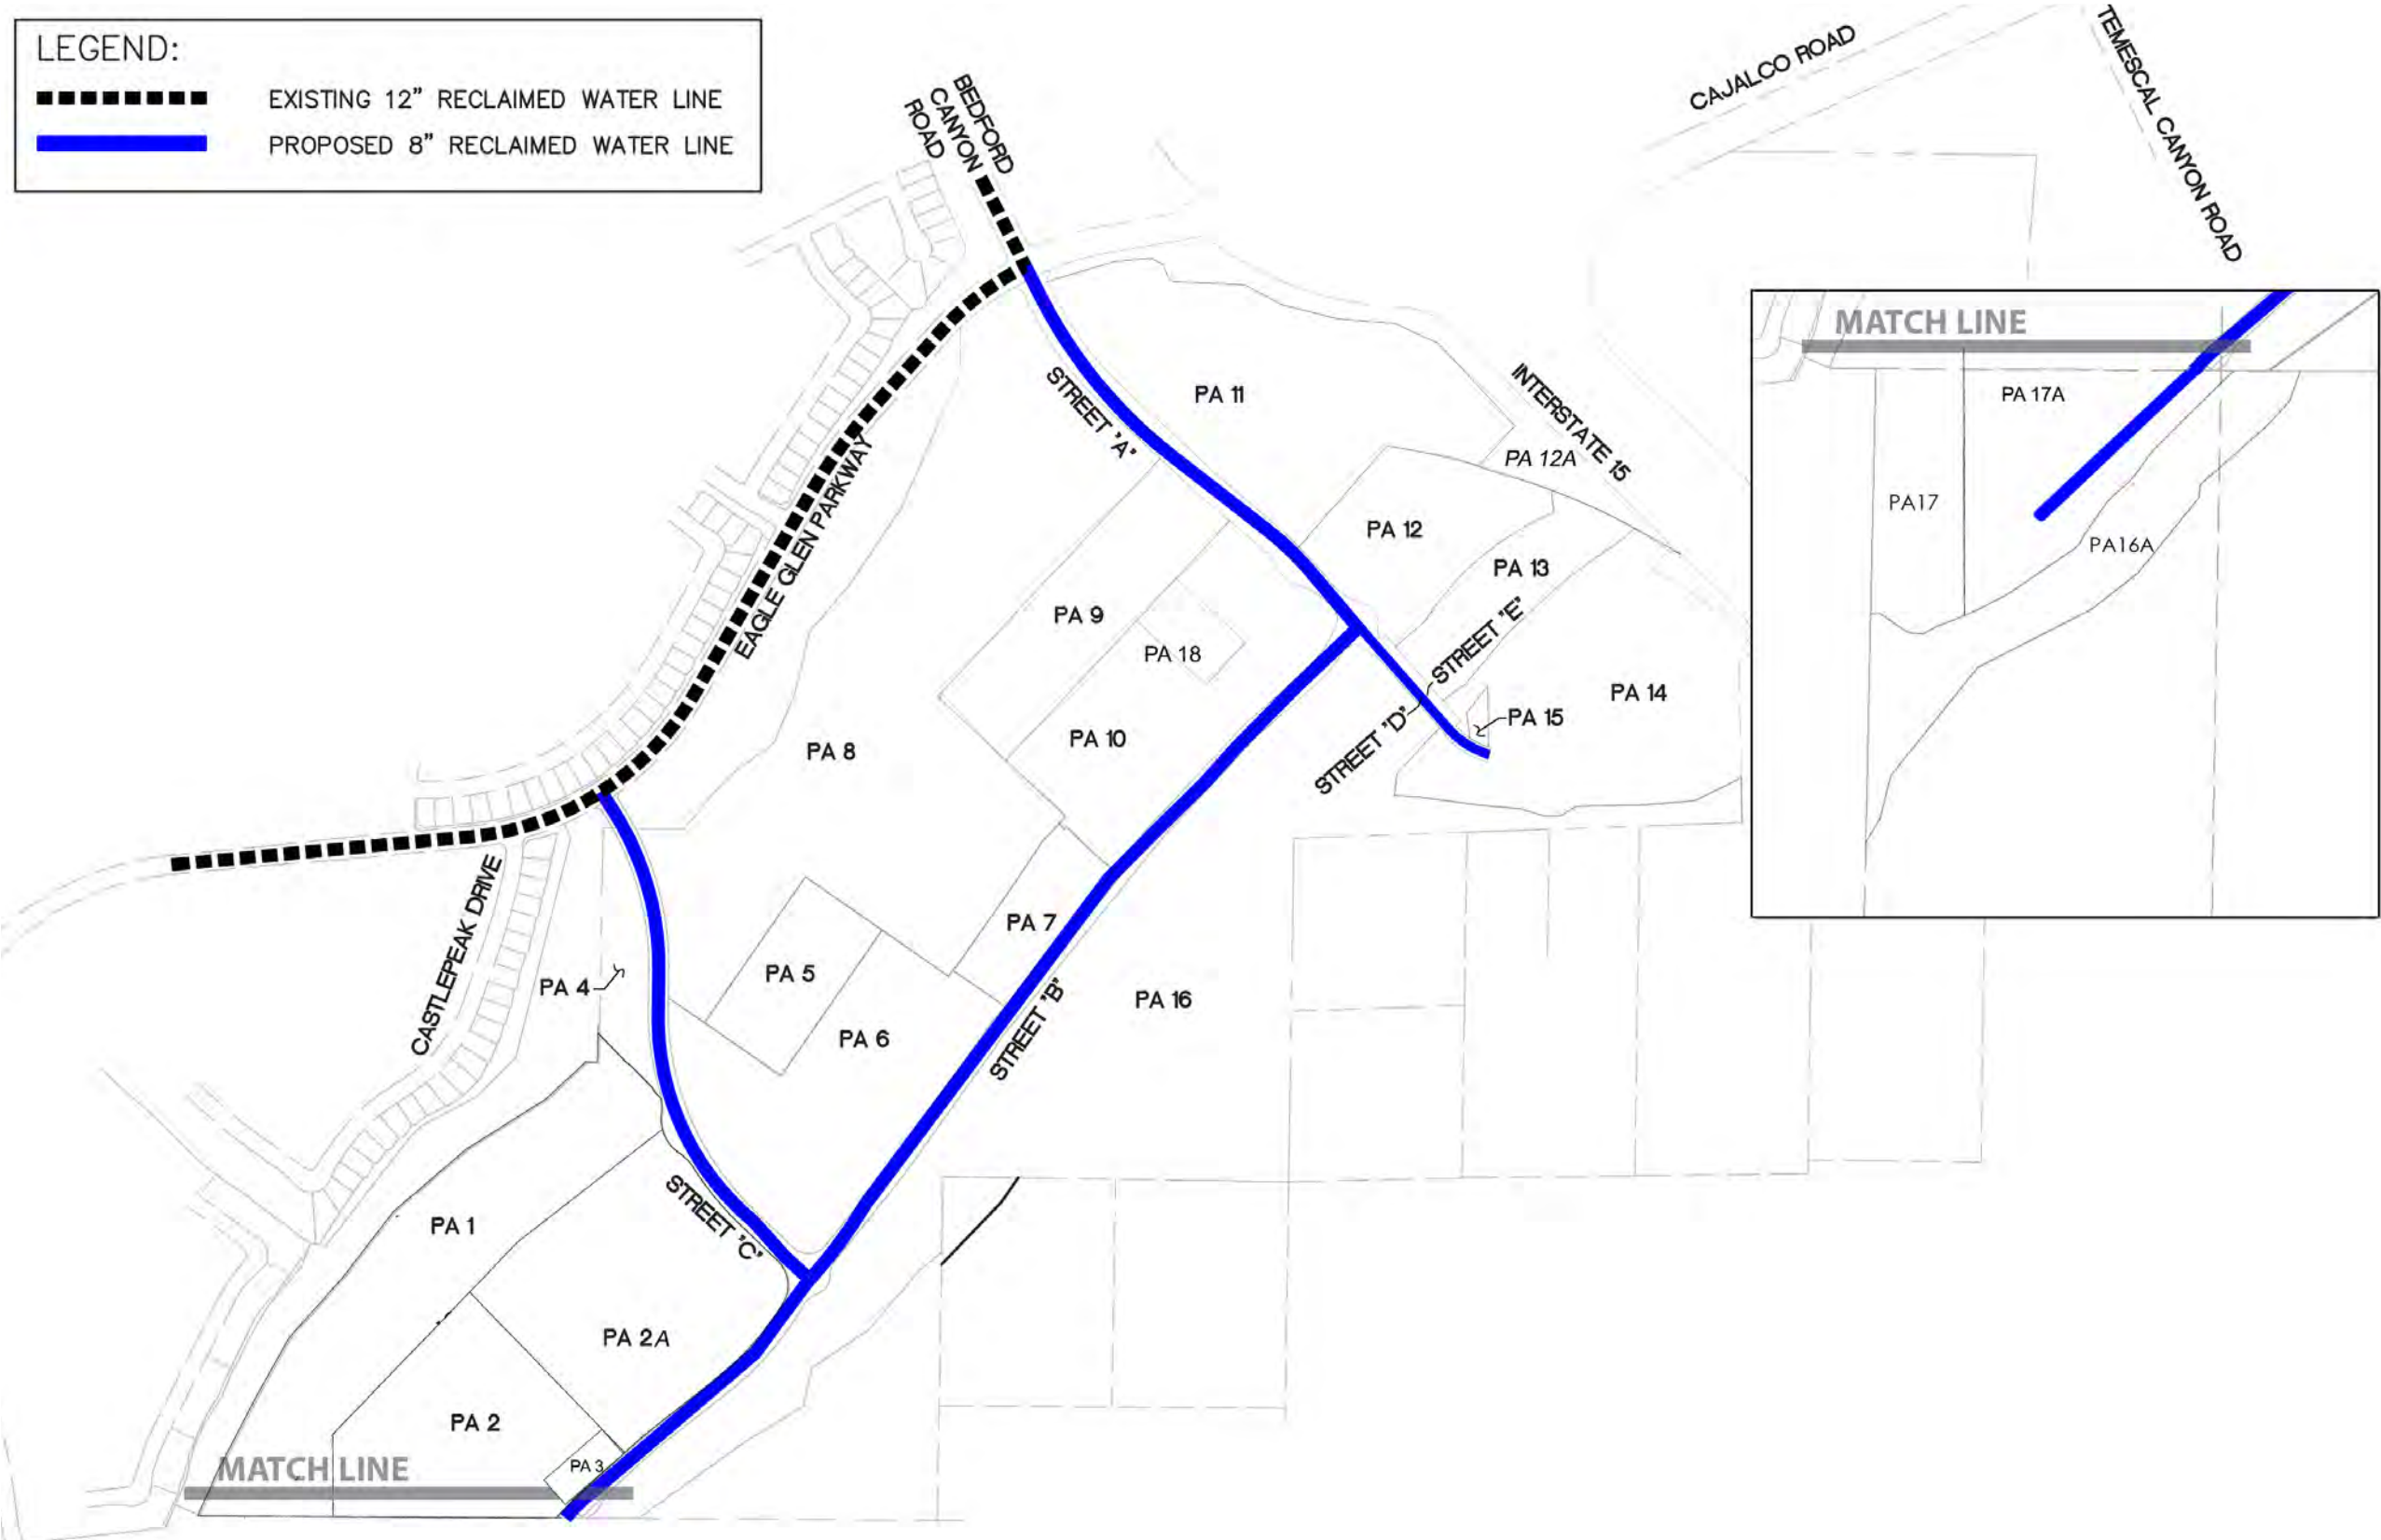 LEGEND:
EXISTING 12" RECLAIMED WATER LINE
PROPOSED 8" RECLAIMED WATER LINE
BEDFORD
CANYON
ROAD
CAJALCO ROAD
TEMESCAL CANYON ROAD
MATCH LINE
PA 17A
PA17
PA16A
STREET 'A'
PA 11
INTERSTATE 15
PA 12A
PA 12
EAGLE GLEN PARKWAY
PA 13
PA 9
STREET 'E'
PA 18
PA 14
STREET 'D'
PA 15
PA 8
PA 10
CASTLEPEAK DRIVE
PA 7
PA 4
PA 5
PA 6
STREET 'B'
PA 16
PA 1
STREET 'C'
PA 2A
PA 2
PA 3
MATCH LINE